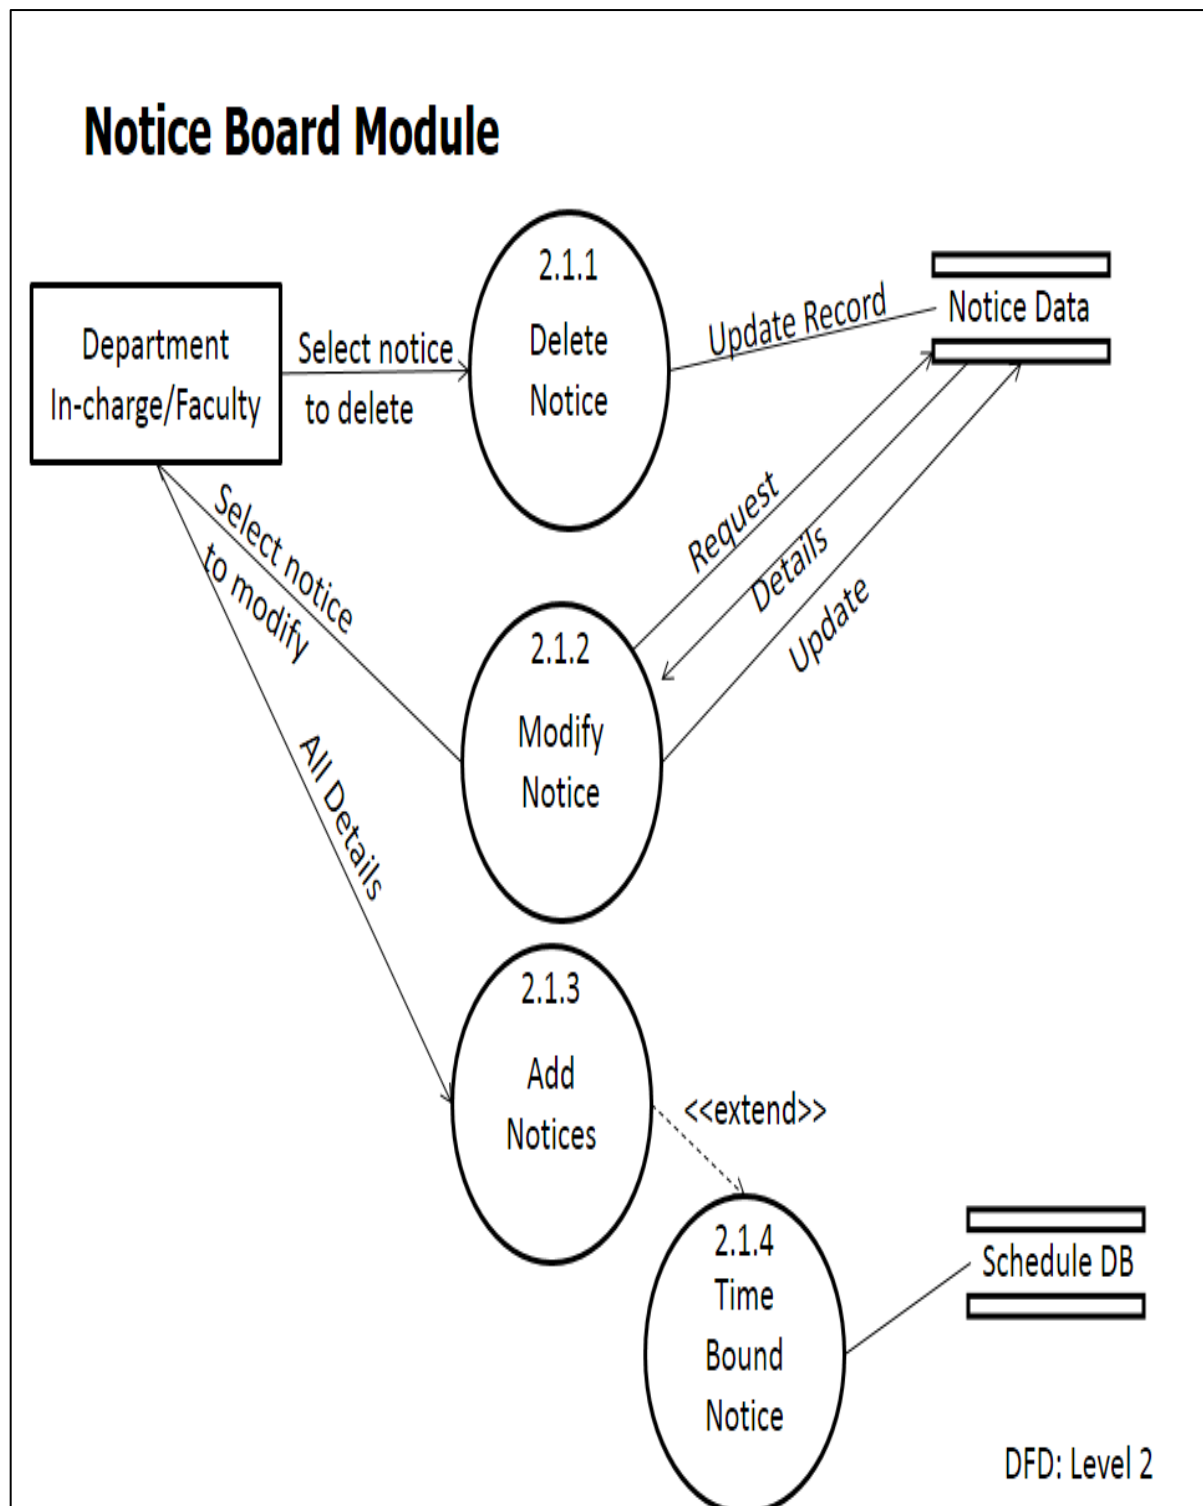 Notice Board Module
2.1.1
Delete
Notice
Department
In-charge/Faculty
Select notice
to delete
Update Record
Notice Data
Select notice
to modify
Request
Details
Update
2.1.2
Modify
Notice
All Details
2.1.3
Add
Notices
<<extend>>
2.1.4
Time
Bound
Notice
Schedule DB
DFD: Level 2